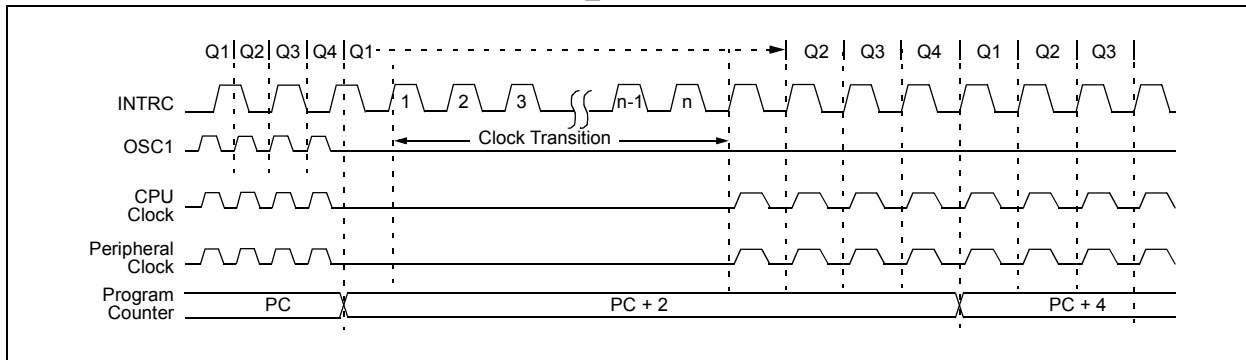 Q1 Q2 Q3 Q4 Q1 Q2 Q3 Q4 Q1 Q2 Q3
INTRC 1 2 3 n-1 n
Clock Transition
OSC1
CPU
Clock
Peripheral
Clock
Program
Counter
PC PC + 2 PC + 4